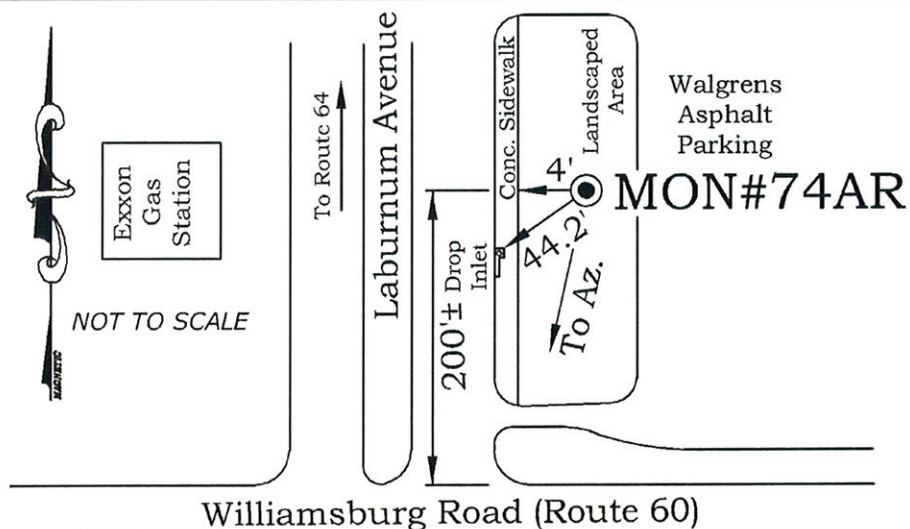 Exxon
Gas
Station
NOT TO SCALE
MAGNETIC
To Route 64
Laburnum Avenue
200'± Drop
Inlet
Conc. Sidewalk
Landscaped
Area
4'
44.2'
To Az.
Walgrens
Asphalt
Parking
MON#74AR
Williamsburg Road (Route 60)